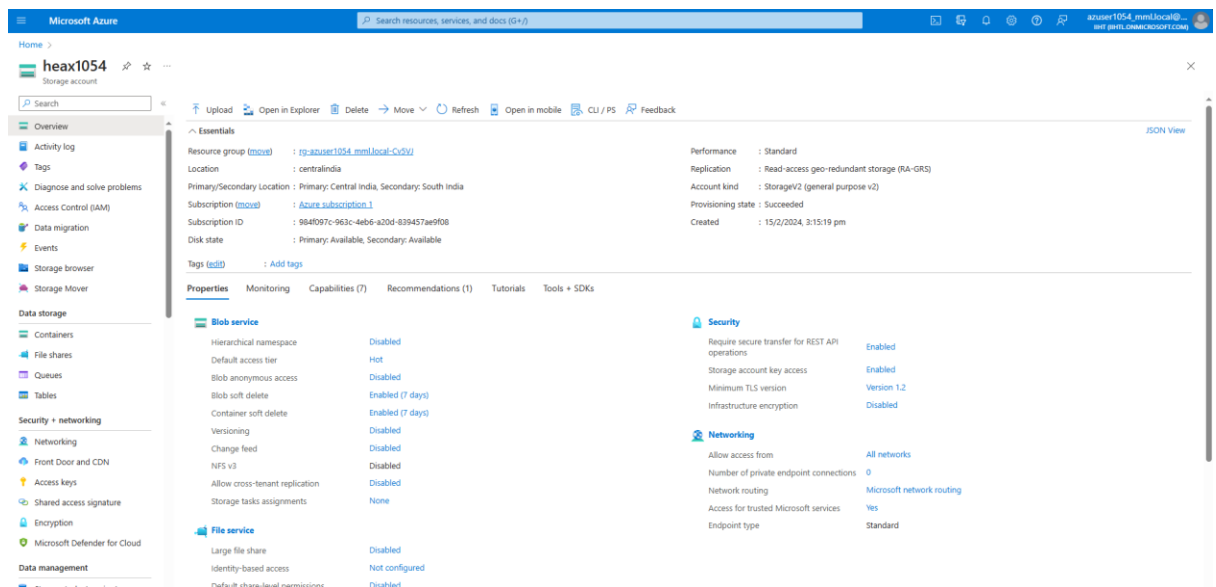 Microsoft Azure
Search resources, services, and docs (G+/)
azuser1054_mml.local@...
IIHT (IIHTL.ONMICROSOFT.COM)
Home >
heax1054
Storage account
Search
Upload Open in Explorer Delete Move Refresh Open in mobile CLI / PS Feedback
Overview
Activity log
Tags
Diagnose and solve problems
Access Control (IAM)
Data migration
Events
Storage browser
Storage Mover
Data storage
Containers
File shares
Queues
Tables
Security + networking
Networking
Front Door and CDN
Access keys
Shared access signature
Encryption
Microsoft Defender for Cloud
Data management
Essentials
JSON View
Resource group (move) : rg-azuser1054_mml.local-Cv5VJ
Location : centralindia
Primary/Secondary Location : Primary: Central India, Secondary: South India
Subscription (move) : Azure subscription 1
Subscription ID : 984f097c-963c-4eb6-a20d-839457ae9f08
Disk state : Primary: Available, Secondary: Available
Tags (edit) : Add tags
Performance : Standard
Replication : Read-access geo-redundant storage (RA-GRS)
Account kind : StorageV2 (general purpose v2)
Provisioning state : Succeeded
Created : 15/2/2024, 3:15:19 pm
Properties Monitoring Capabilities (7) Recommendations (1) Tutorials Tools + SDKs
Blob service
Hierarchical namespace Disabled
Default access tier Hot
Blob anonymous access Disabled
Blob soft delete Enabled (7 days)
Container soft delete Enabled (7 days)
Versioning Disabled
Change feed Disabled
NFS v3 Disabled
Allow cross-tenant replication Disabled
Storage tasks assignments None
File service
Large file share Disabled
Identity-based access Not configured
Default share-level permissions Disabled
Security
Require secure transfer for REST API
operations Enabled
Storage account key access Enabled
Minimum TLS version Version 1.2
Infrastructure encryption Disabled
Networking
Allow access from All networks
Number of private endpoint connections 0
Network routing Microsoft network routing
Access for trusted Microsoft services Yes
Endpoint type Standard